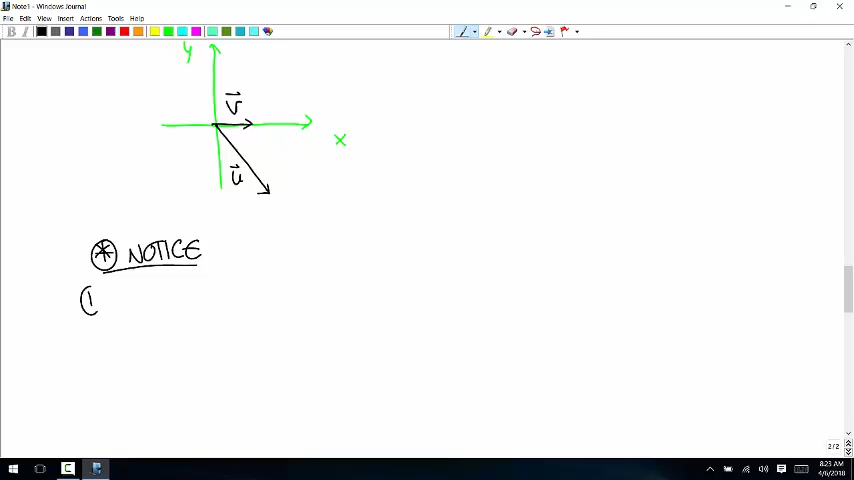 Note1 - Windows Journal
File Edit View Insert Actions Tools Help
B I
y
v
x
u
* NOTICE
(1
2/2
8:23 AM
4/6/2018